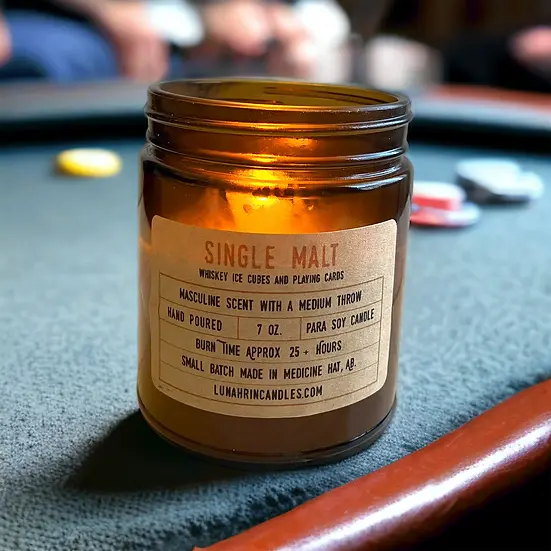 SINGLE MALT
WHISKEY ICE CUBES AND PLAYING CARDS
MASCULINE SCENT WITH A MEDIUM THROW
HAND POURED 7 OZ. PARA SOY CANDLE
BURN TIME APPROX 25 + HOURS
SMALL BATCH MADE IN MEDICINE HAT, AB.
LUNAHRINCANDLES.COM